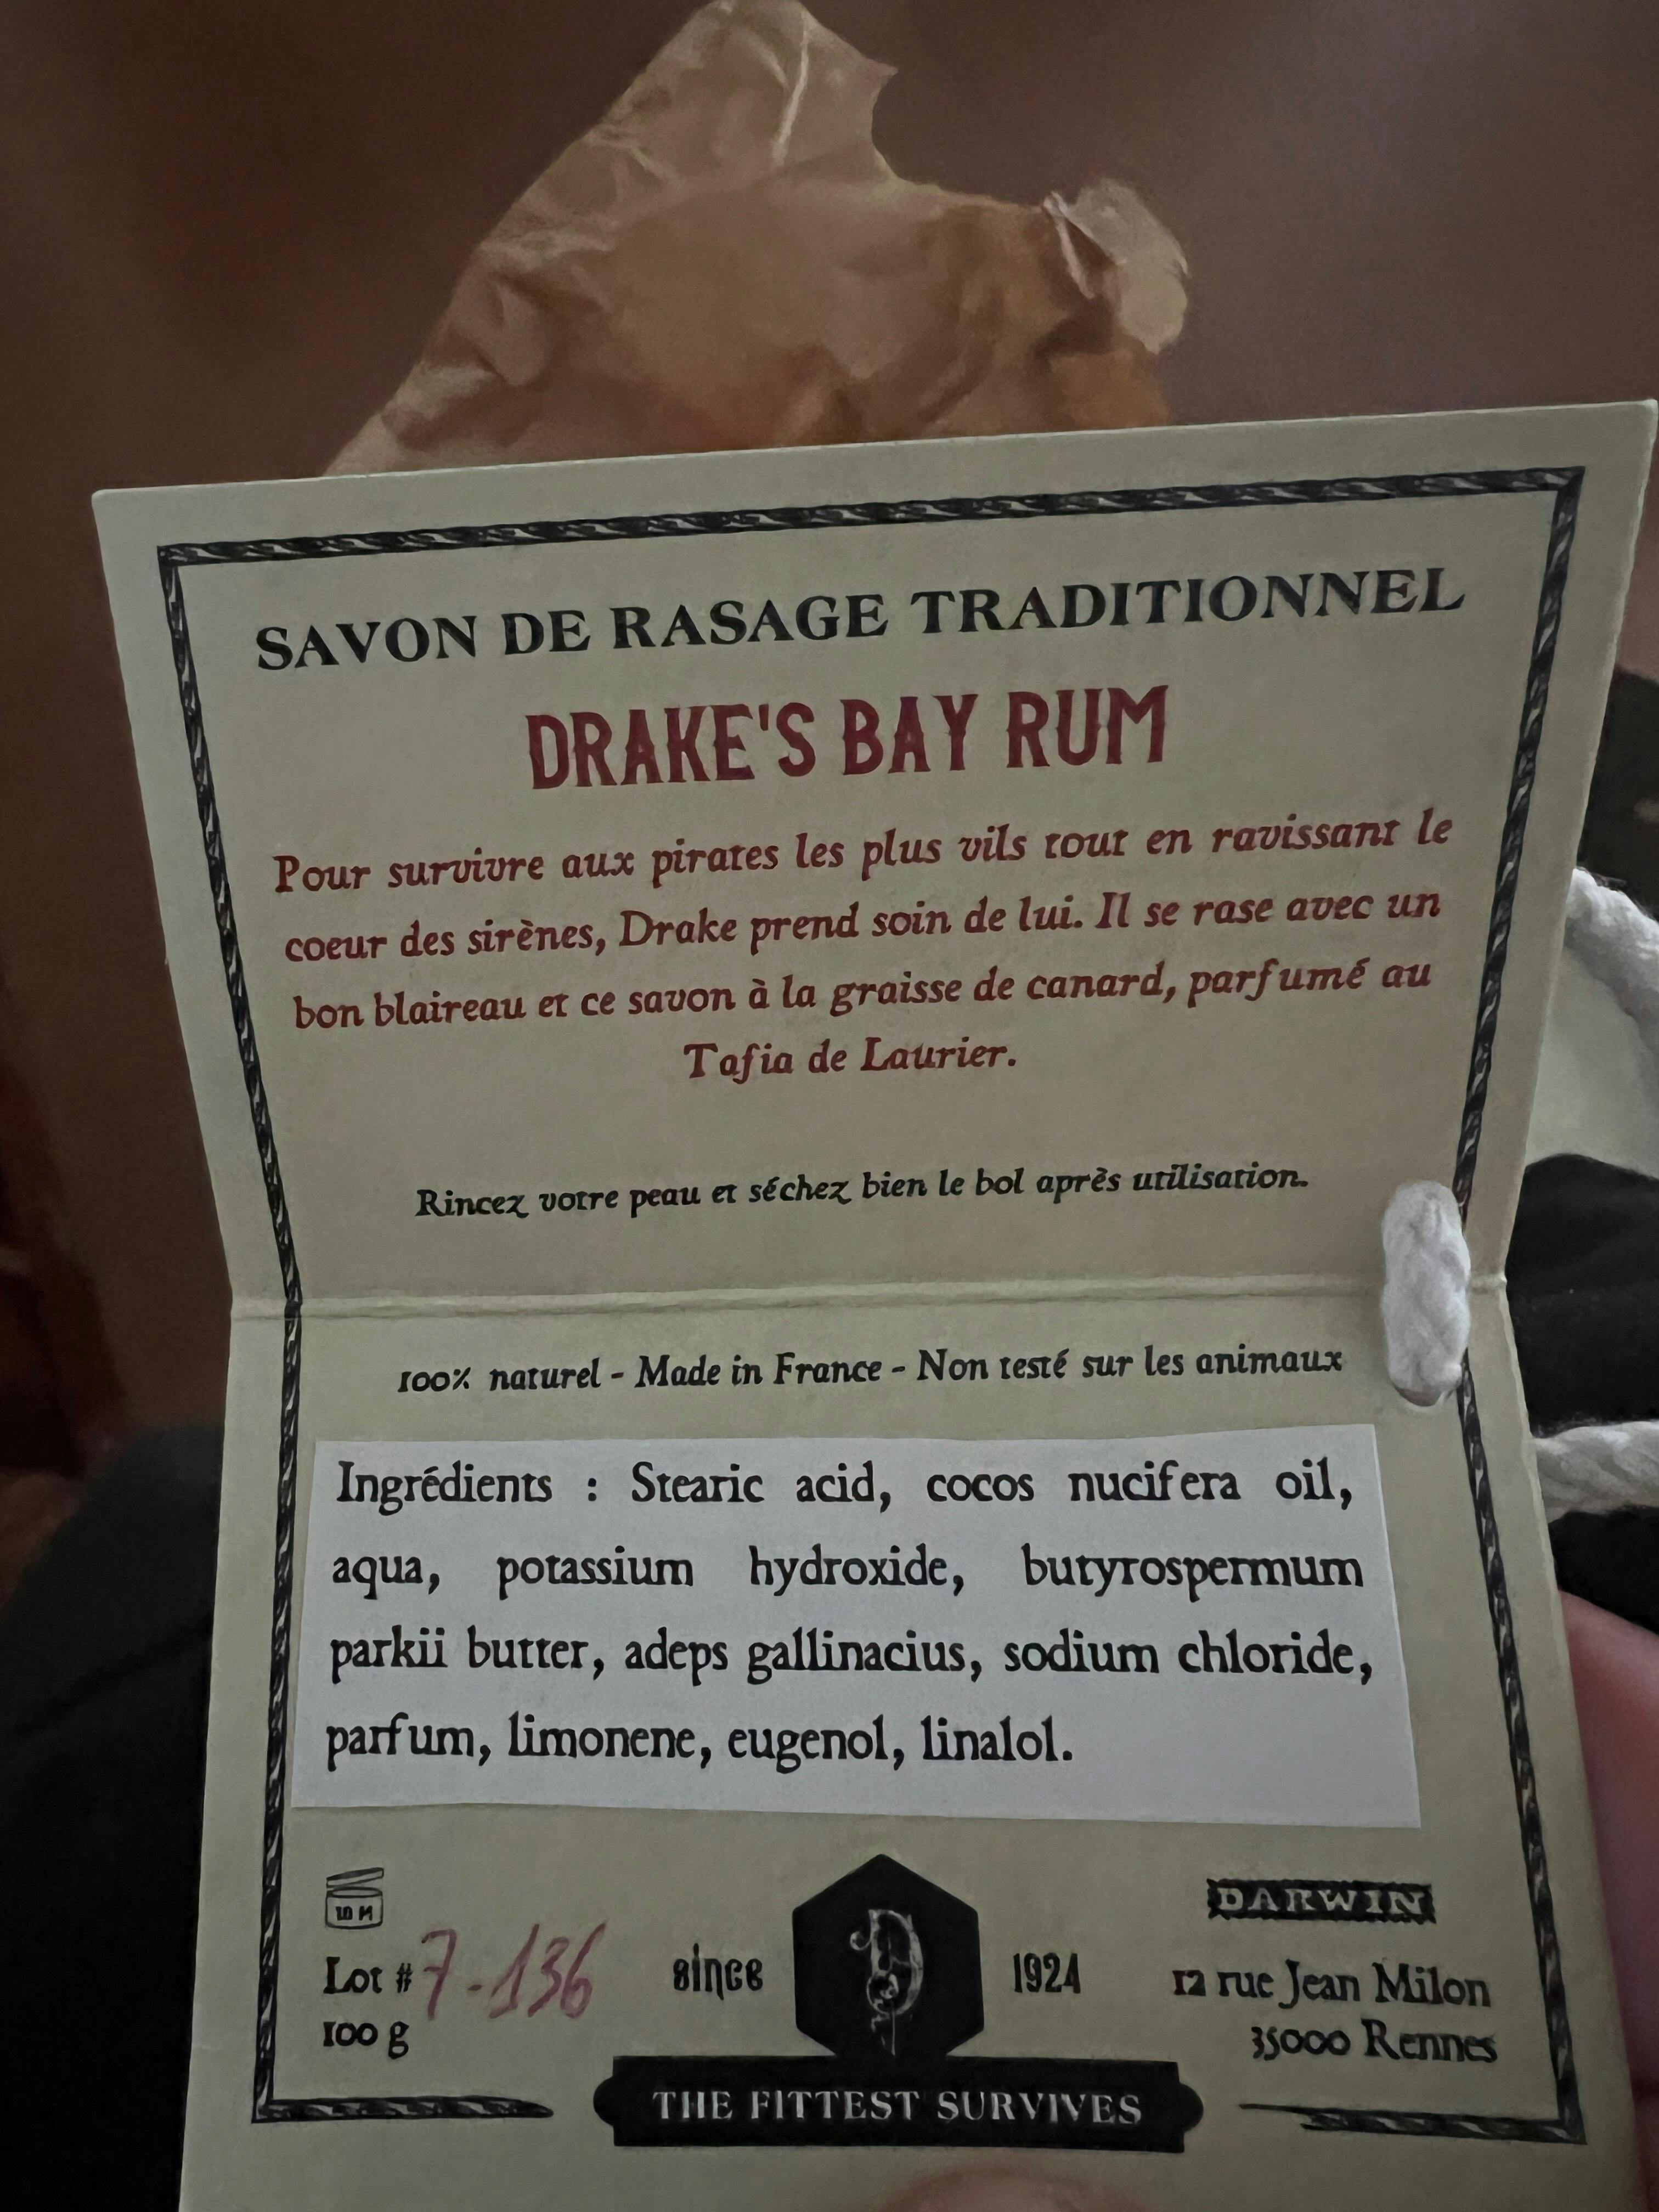 SAVON DE RASAGE TRADITIONNEL
DRAKE'S BAY RUM
Pour survivre aux pirates les plus vils tout en ravissant le
coeur des sirènes, Drake prend soin de lui. Il se rase avec un
bon blaireau et ce savon à la graisse de canard, parfumé au
Tafia de Laurier.
Rincez votre peau et séchez bien le bol après utilisation.
100% naturel - Made in France - Non testé sur les animaux
Ingrédients : Stearic acid, cocos nucifera oil,
aqua, potassium hydroxide, butyrospermum
parkii butter, adeps gallinacius, sodium chloride,
parfum, limonene, eugenol, linalol.
Lot # 7-136
100 g
since 1924
DARWIN
12 rue Jean Milon
35000 Rennes
THE FITTEST SURVIVES